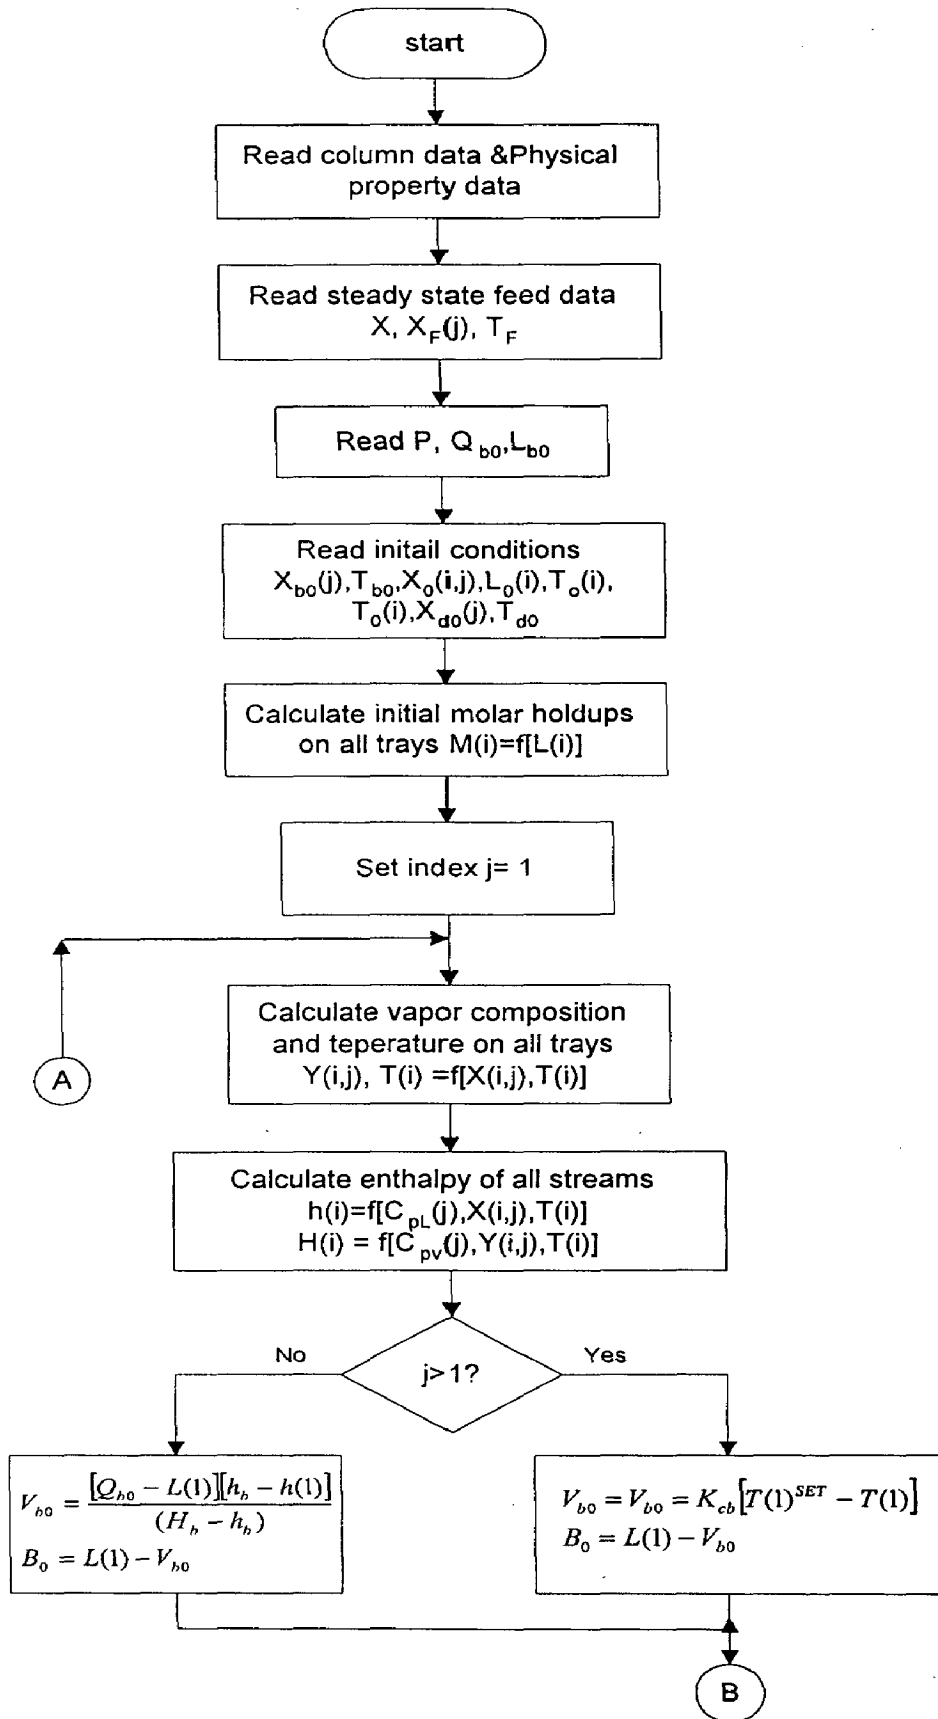 start
Read column data &Physical
property data
Read steady state feed data
X, X_F(j), T_F
Read P, Q_b0,L_b0
Read initail conditions
X_b0(j),T_b0,X_0(i,j),L_0(i),T_o(i),
T_0(i),X_d0(j),T_d0
Calculate initial molar holdups
on all trays M(i)=f[L(i)]
Set index j= 1
A
Calculate vapor composition
and teperature on all trays
Y(i,j), T(i) =f[X(i,j),T(i)]
Calculate enthalpy of all streams
h(i)=f[C_pL(j),X(i,j),T(i)]
H(i) = f[C_pv(j),Y(i,j),T(i)]
No
j>1?
Yes
V_b0 = [Q_b0 − L(1)][h_b − h(1)] / (H_b − h_b)
B_0 = L(1) − V_b0
V_b0 = V_b0 = K_cb[T(1)^SET − T(1)]
B_0 = L(1) − V_b0
B